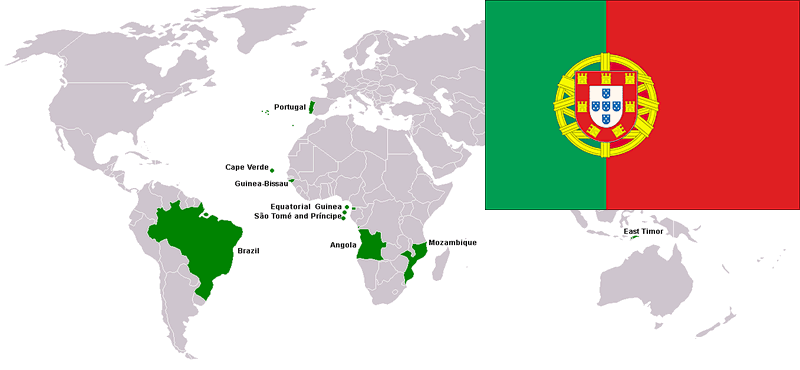 Portugal
Cape Verde
Guinea-Bissau
Equatorial Guinea
São Tomé and Príncipe
East Timor
Angola
Mozambique
Brazil